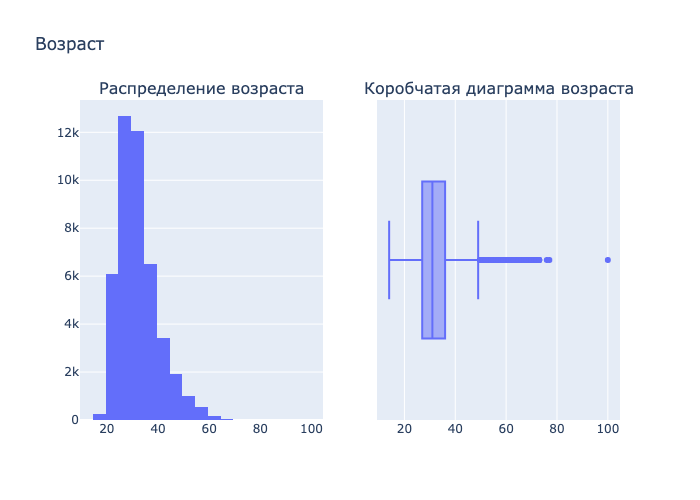 Возраст
Распределение возраста
Коробчатая диаграмма возраста
12k
10k
8k
6k
4k
2k
0
20 40 60 80 100
20 40 60 80 100